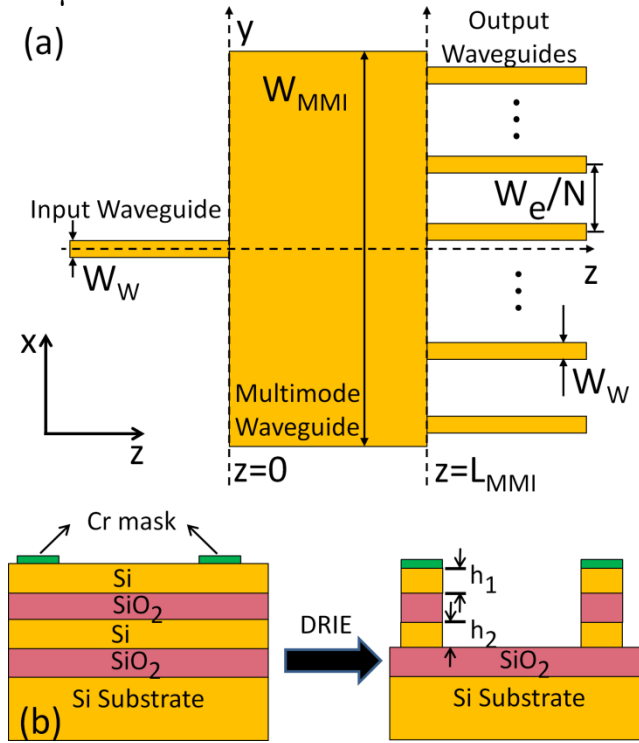 (a)
y
Output
Waveguides
W_MMI
Input Waveguide
W_e/N
W_W
z
x
z
W_W
Multimode
Waveguide
z=0
z=L_MMI
Cr mask
Si
SiO2
Si
SiO2
Si Substrate
(b)
DRIE
h1
h2
SiO2
Si Substrate